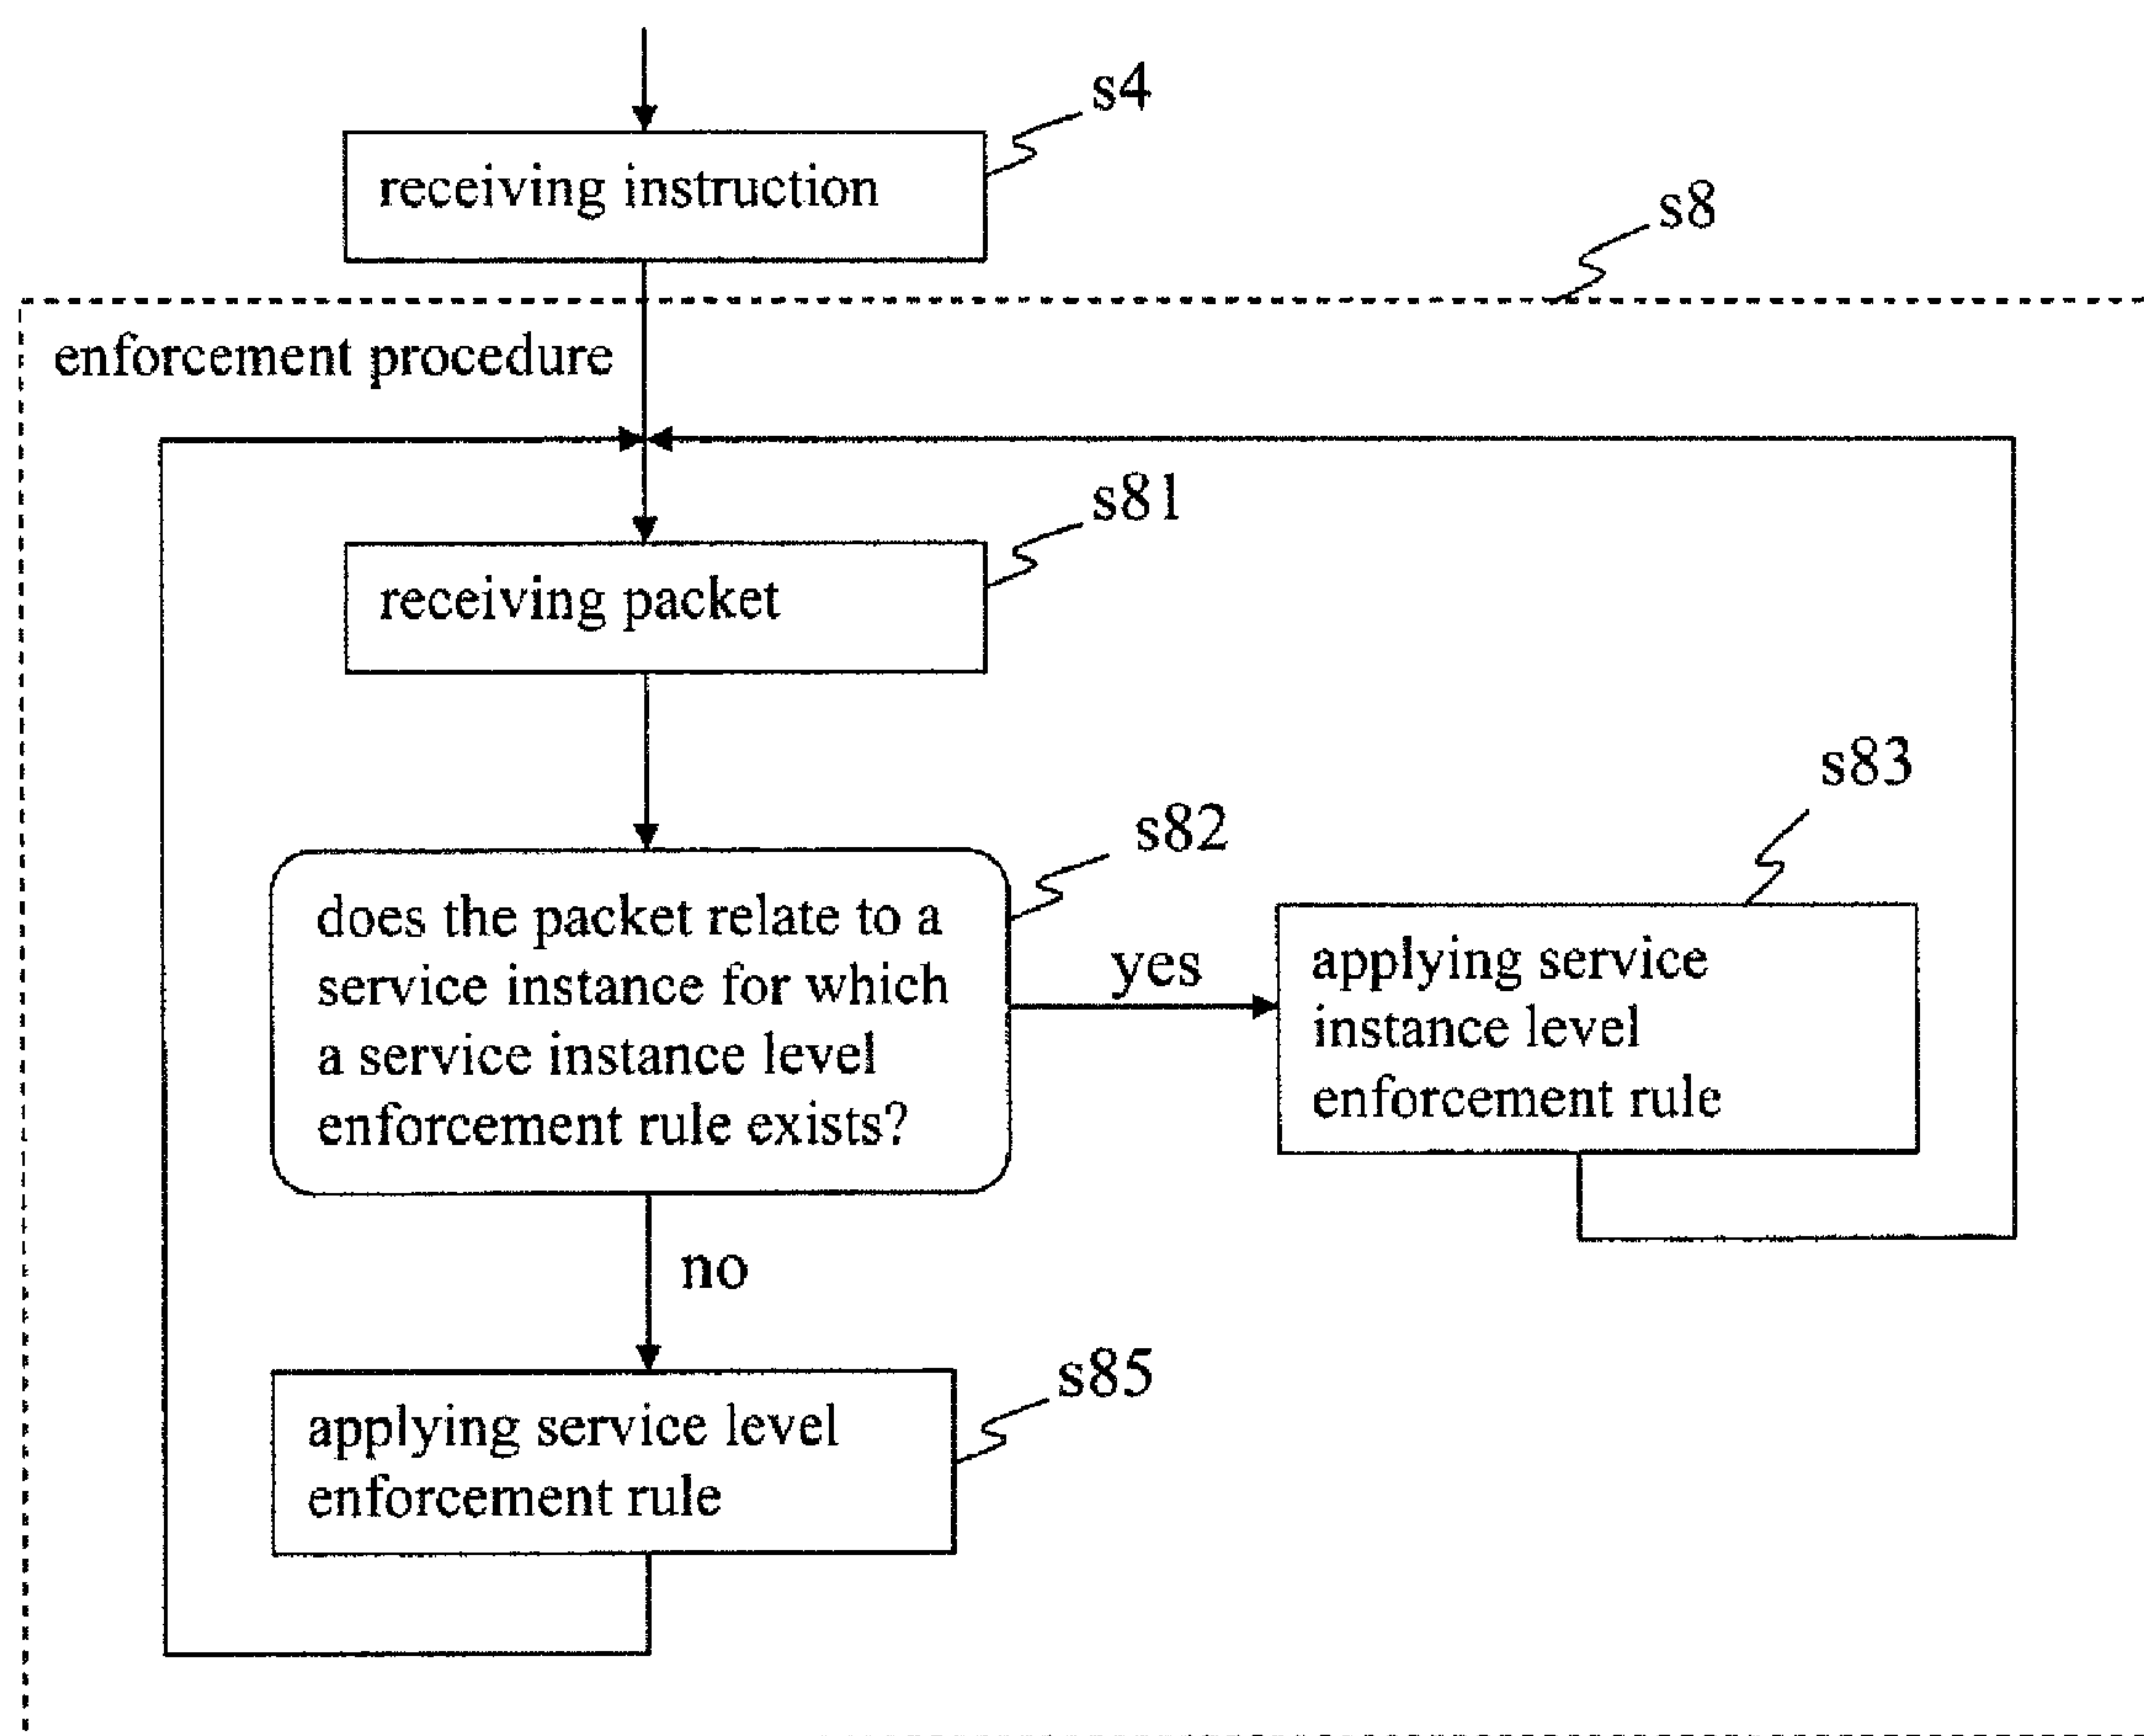 s4
receiving instruction
s8
enforcement procedure
s81
receiving packet
s83
s82
does the packet relate to a
service instance for which
a service instance level
enforcement rule exists?
yes
applying service
instance level
enforcement rule
no
s85
applying service level
enforcement rule